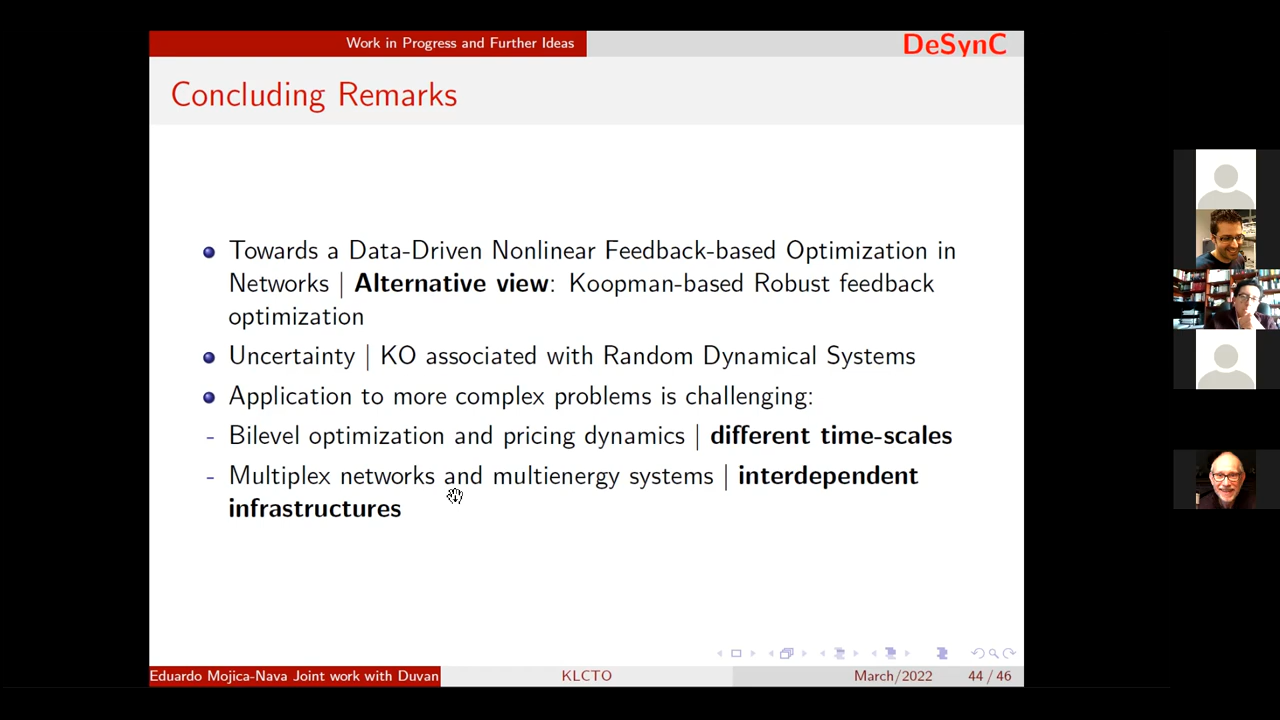 Work in Progress and Further Ideas
DeSynC
Concluding Remarks
Towards a Data-Driven Nonlinear Feedback-based Optimization in
Networks | Alternative view: Koopman-based Robust feedback
optimization
Uncertainty | KO associated with Random Dynamical Systems
Application to more complex problems is challenging:
- Bilevel optimization and pricing dynamics | different time-scales
- Multiplex networks and multienergy systems | interdependent
infrastructures
Eduardo Mojica-Nava Joint work with Duvan
KLCTO
March/2022
44 / 46